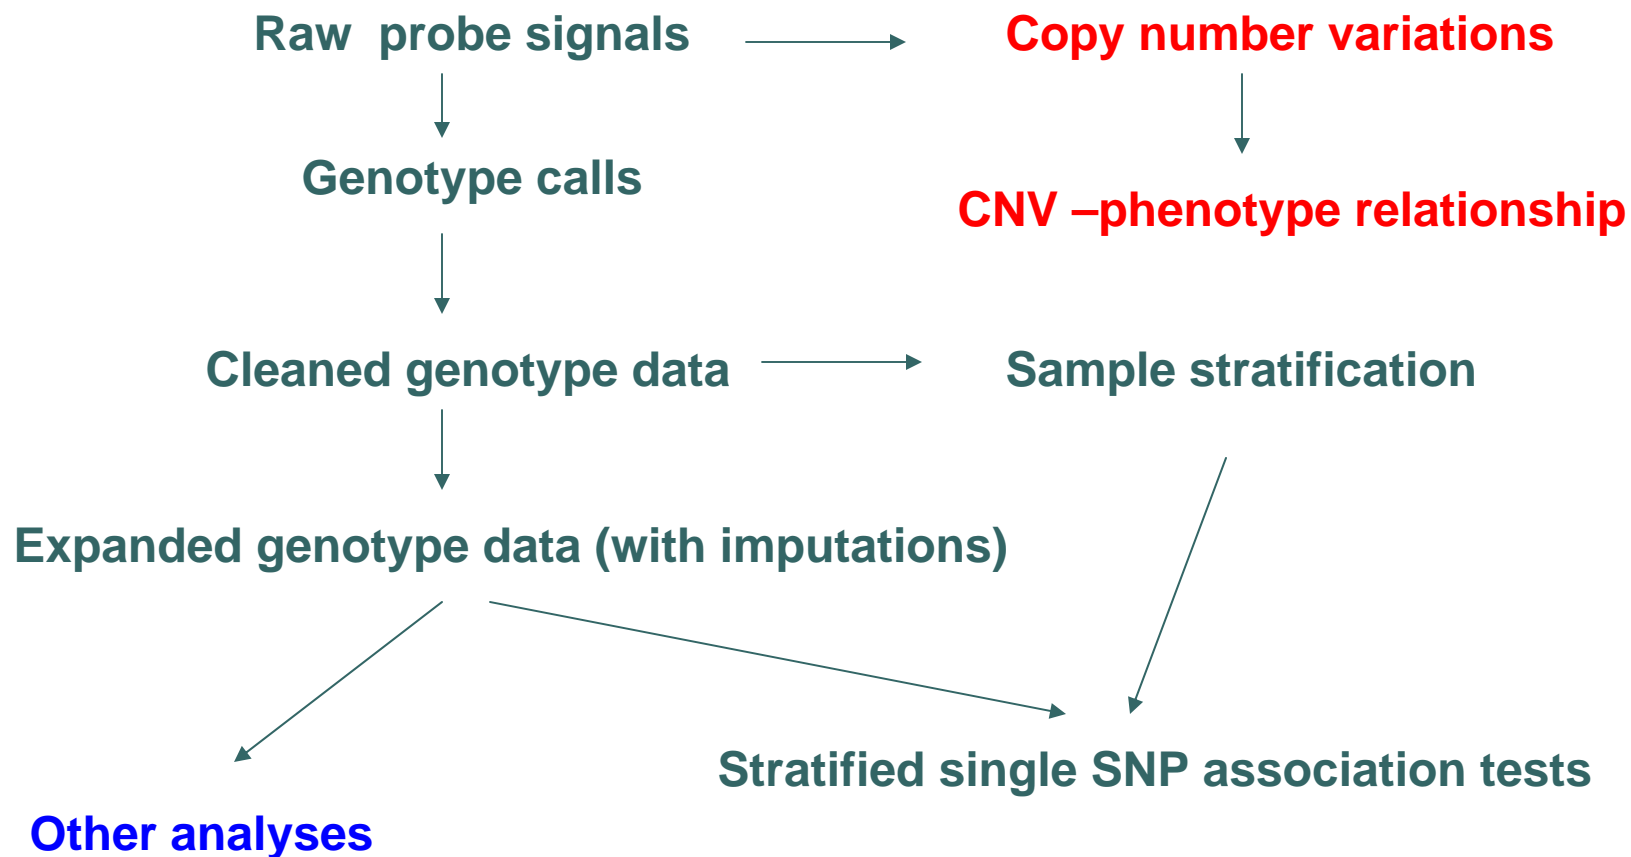 Raw probe signals
Copy number variations
Genotype calls
CNV –phenotype relationship
Cleaned genotype data
Sample stratification
Expanded genotype data (with imputations)
Stratified single SNP association tests
Other analyses